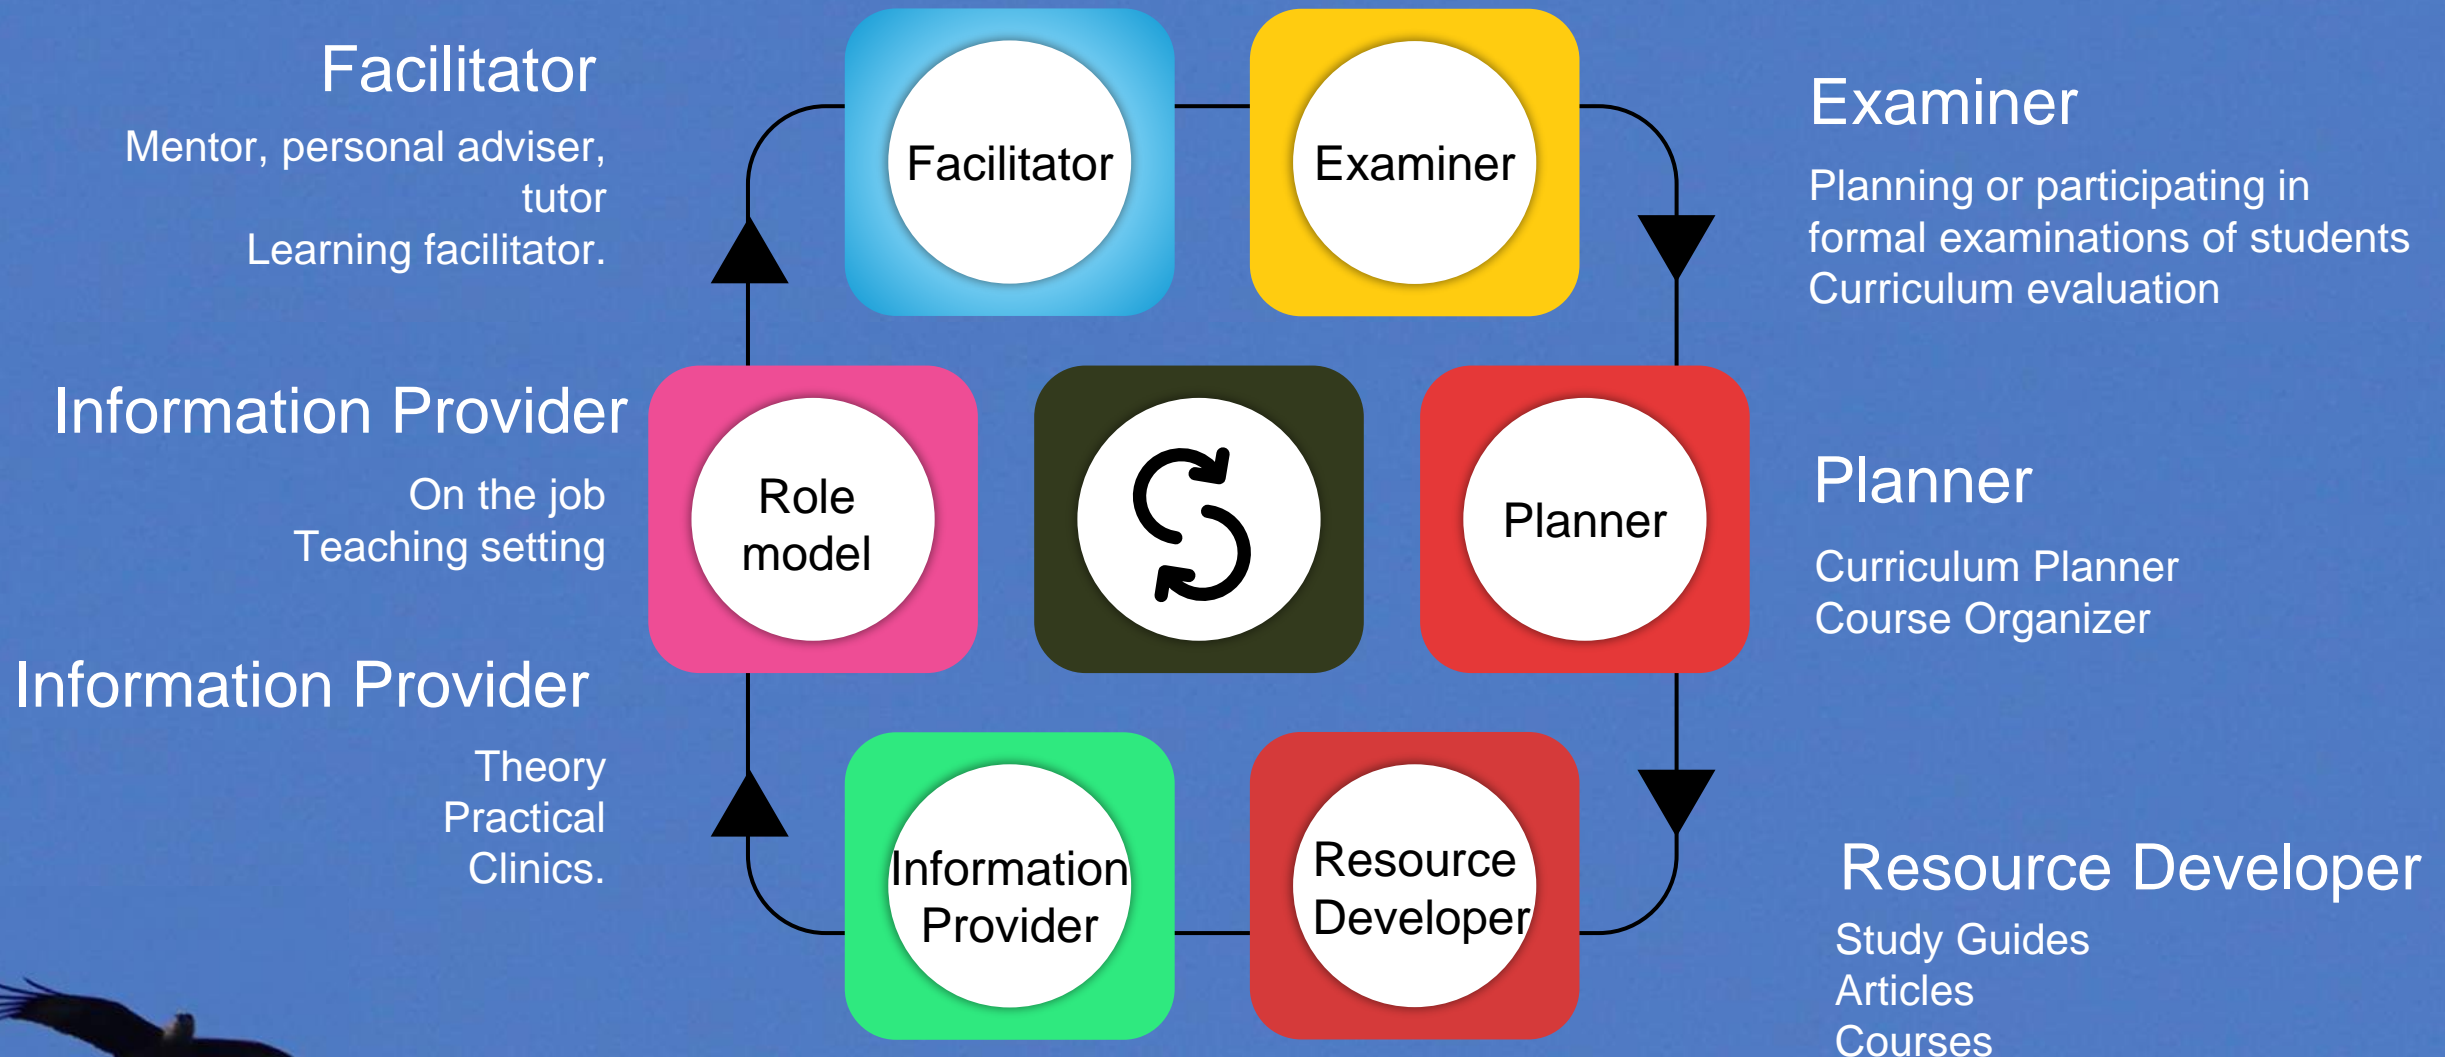 Facilitator
Mentor, personal adviser,
tutor
Learning facilitator.
Information Provider
On the job
Teaching setting
Information Provider
Theory
Practical
Clinics.
Facilitator
Examiner
Role
model
Planner
Information
Provider
Resource
Developer
Examiner
Planning or participating in
formal examinations of students
Curriculum evaluation
Planner
Curriculum Planner
Course Organizer
Resource Developer
Study Guides
Articles
Courses